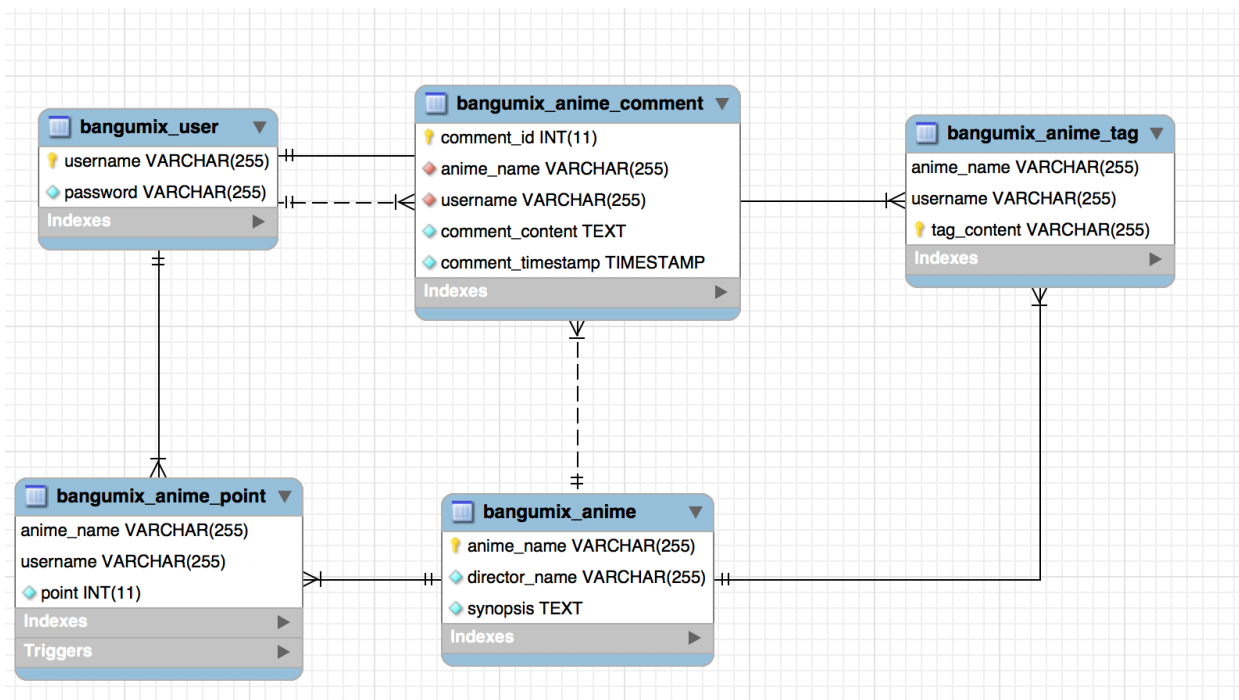 bangumix_user
username VARCHAR(255)
password VARCHAR(255)
Indexes
bangumix_anime_comment
comment_id INT(11)
anime_name VARCHAR(255)
username VARCHAR(255)
comment_content TEXT
comment_timestamp TIMESTAMP
Indexes
bangumix_anime_tag
anime_name VARCHAR(255)
username VARCHAR(255)
tag_content VARCHAR(255)
Indexes
bangumix_anime_point
anime_name VARCHAR(255)
username VARCHAR(255)
point INT(11)
Indexes
Triggers
bangumix_anime
anime_name VARCHAR(255)
director_name VARCHAR(255)
synopsis TEXT
Indexes